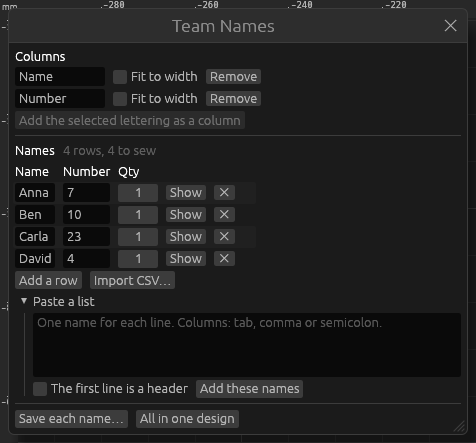 mm -280 -260 -240 -220
Team Names
Columns
Name Fit to width Remove
Number Fit to width Remove
Add the selected lettering as a column
Names 4 rows, 4 to sew
Name Number Qty
Anna 7 1 Show ×
Ben 10 1 Show ×
Carla 23 1 Show ×
David 4 1 Show ×
Add a row Import CSV...
▼ Paste a list
One name for each line. Columns: tab, comma or semicolon.
The first line is a header Add these names
Save each name... All in one design